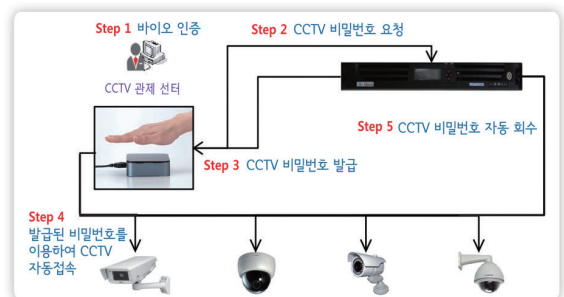 Step 1 바이오 인증
Step 2 CCTV 비밀번호 요청
CCTV 관제 선터
Step 5 CCTV 비밀번호 자동 회수
Step 3 CCTV 비밀번호 발급
Step 4
발급된 비밀번호를
이용하여 CCTV
자동접속